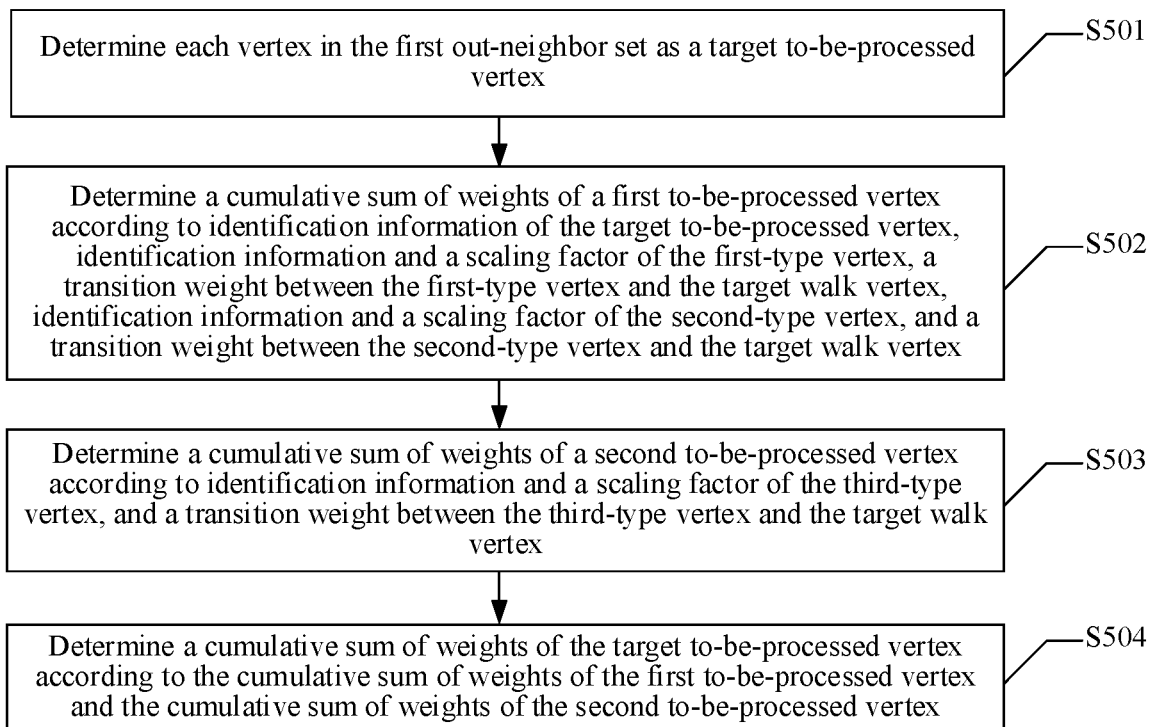 Determine each vertex in the first out-neighbor set as a target to-be-processed
vertex
S501
Determine a cumulative sum of weights of a first to-be-processed vertex
according to identification information of the target to-be-processed vertex,
identification information and a scaling factor of the first-type vertex, a
transition weight between the first-type vertex and the target walk vertex,
identification information and a scaling factor of the second-type vertex, and a
transition weight between the second-type vertex and the target walk vertex
S502
Determine a cumulative sum of weights of a second to-be-processed vertex
according to identification information and a scaling factor of the third-type
vertex, and a transition weight between the third-type vertex and the target walk
vertex
S503
Determine a cumulative sum of weights of the target to-be-processed vertex
according to the cumulative sum of weights of the first to-be-processed vertex
and the cumulative sum of weights of the second to-be-processed vertex
S504